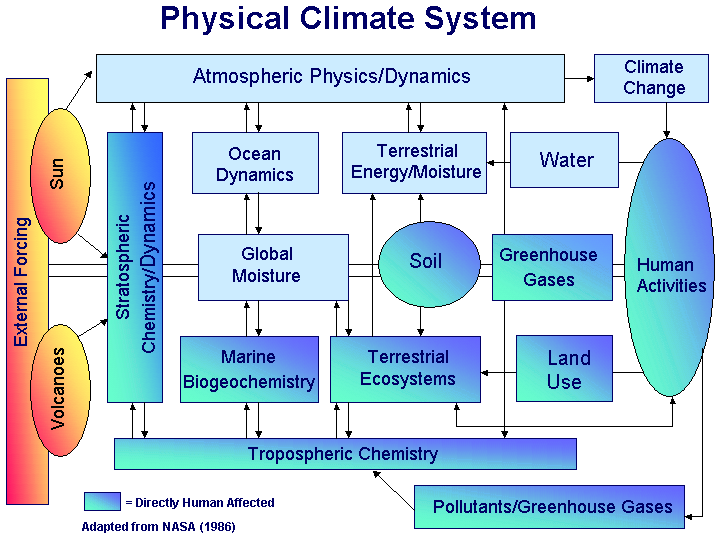 Physical Climate System
Atmospheric Physics/Dynamics
Climate
Change
External Forcing
Sun
Volcanoes
Stratospheric
Chemistry/Dynamics
Ocean
Dynamics
Terrestrial
Energy/Moisture
Water
Global
Moisture
Soil
Greenhouse
Gases
Human
Activities
Marine
Biogeochemistry
Terrestrial
Ecosystems
Land
Use
Tropospheric Chemistry
= Directly Human Affected
Pollutants/Greenhouse Gases
Adapted from NASA (1986)